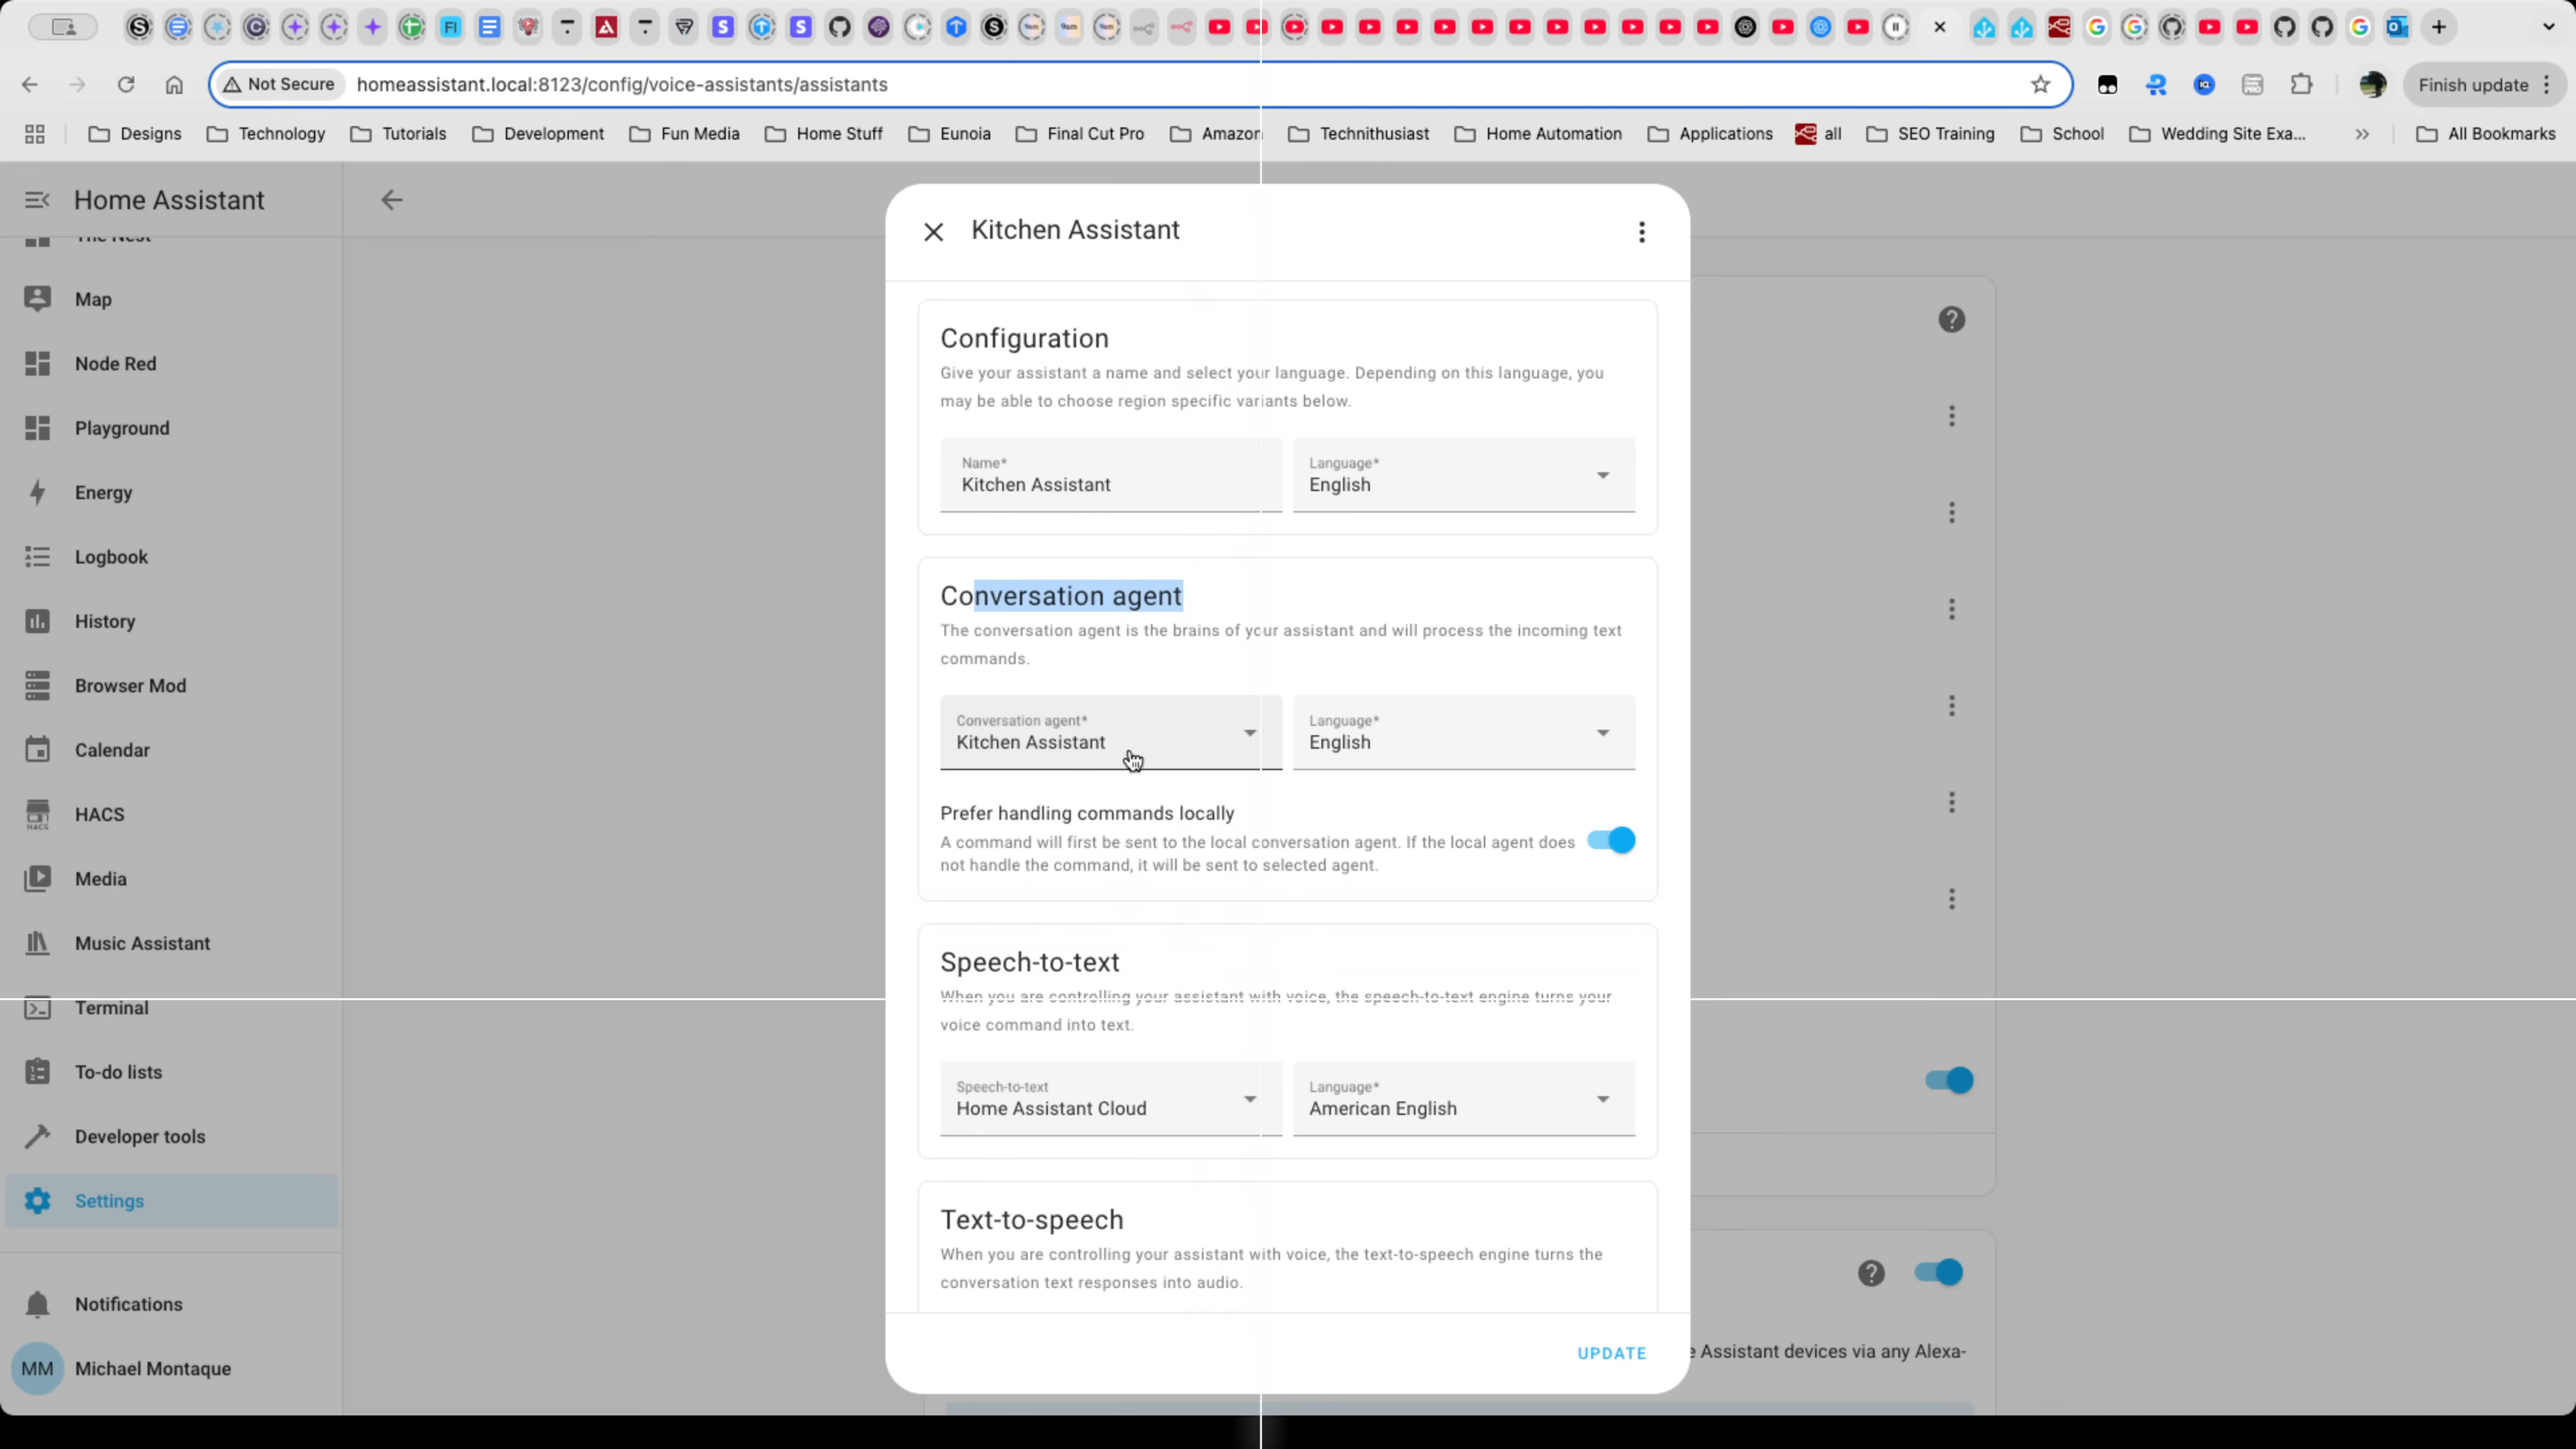 Not Secure
homeassistant.local:8123/config/voice-assistants/assistants
Finish update
Designs
Technology
Tutorials
Development
Fun Media
Home Stuff
Eunoia
Final Cut Pro
Amazon
Technithusiast
Home Automation
Applications
all
SEO Training
School
Wedding Site Exa...
All Bookmarks
Home Assistant
The Nest
Map
Node Red
Playground
Energy
Logbook
History
Browser Mod
Calendar
HACS
Media
Music Assistant
Terminal
To-do lists
Developer tools
Settings
Notifications
MM
Michael Montaque
Kitchen Assistant
Configuration
Give your assistant a name and select your language. Depending on this language, you
may be able to choose region specific variants below.
Name*
Kitchen Assistant
Language*
English
Conversation agent
The conversation agent is the brains of your assistant and will process the incoming text
commands.
Conversation agent*
Kitchen Assistant
Language*
English
Prefer handling commands locally
A command will first be sent to the local conversation agent. If the local agent does
not handle the command, it will be sent to selected agent.
Speech-to-text
When you are controlling your assistant with voice, the speech-to-text engine turns your
voice command into text.
Speech-to-text
Home Assistant Cloud
Language*
American English
Text-to-speech
When you are controlling your assistant with voice, the text-to-speech engine turns the
conversation text responses into audio.
UPDATE
e Assistant devices via any Alexa-